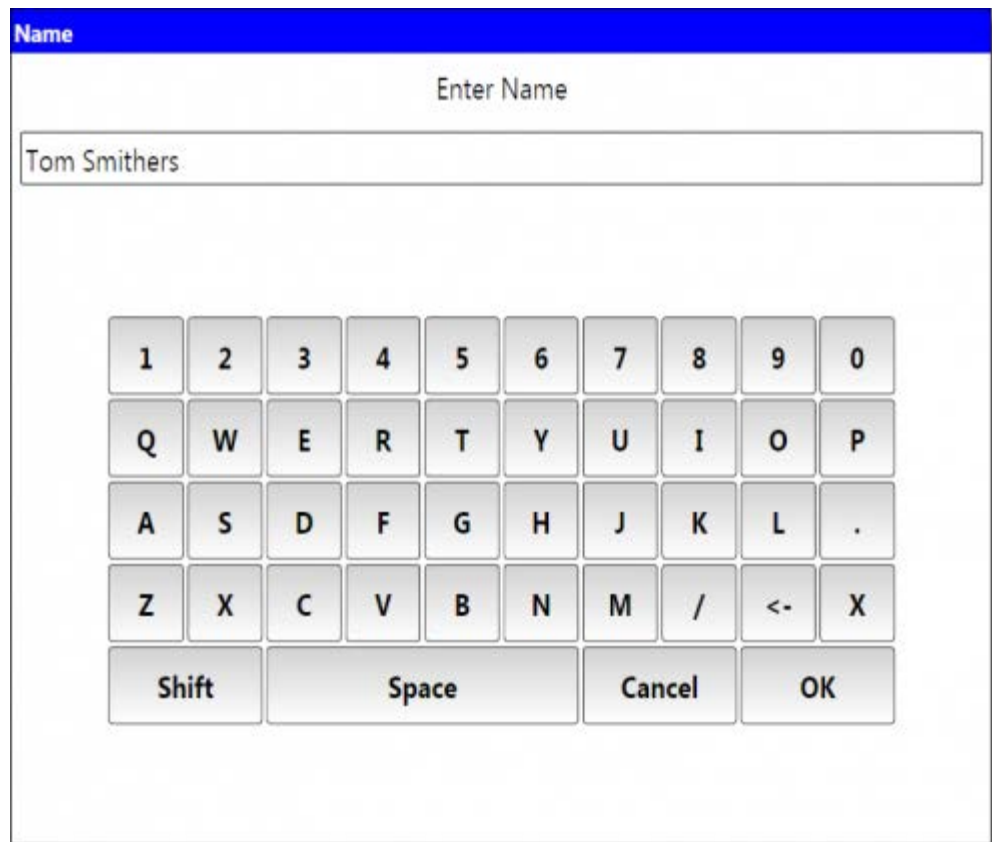 Name
Enter Name
Tom Smithers
1 2 3 4 5 6 7 8 9 0
Q W E R T Y U I O P
A S D F G H J K L .
Z X C V B N M / <- X
Shift Space Cancel OK